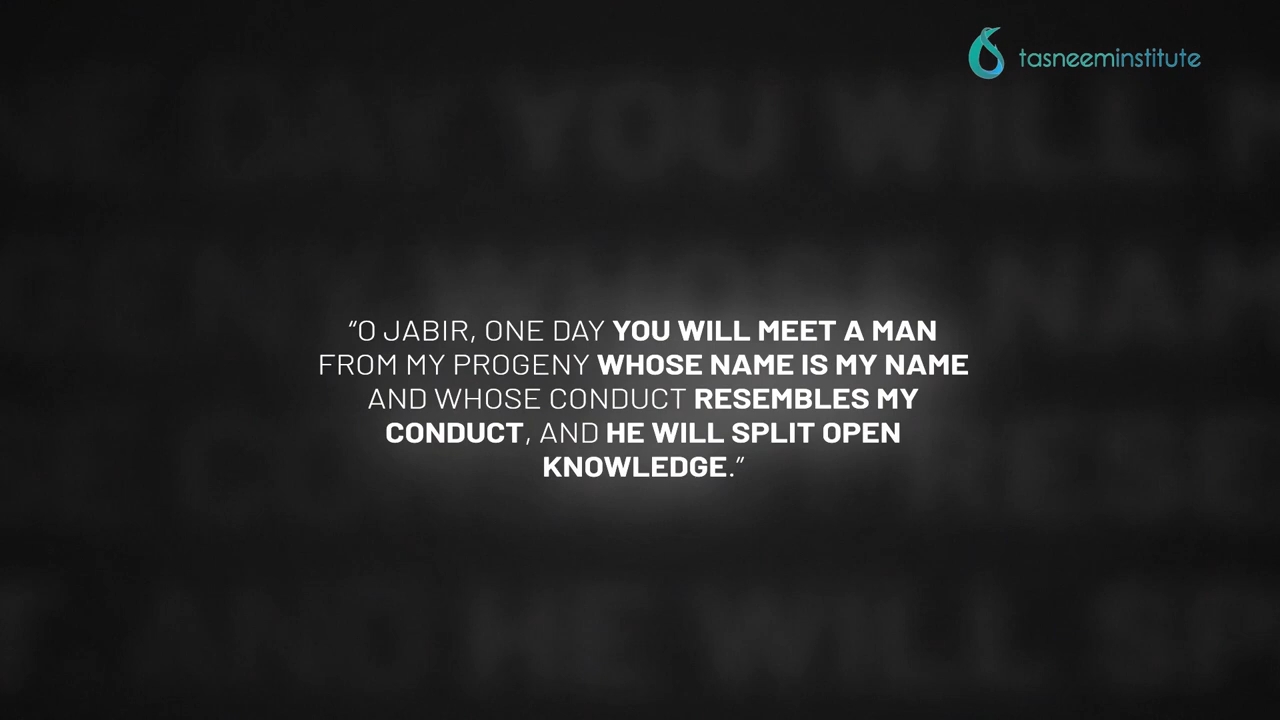 tasneeminstitute
“O JABIR, ONE DAY YOU WILL MEET A MAN
FROM MY PROGENY WHOSE NAME IS MY NAME
AND WHOSE CONDUCT RESEMBLES MY
CONDUCT, AND HE WILL SPLIT OPEN
KNOWLEDGE.”